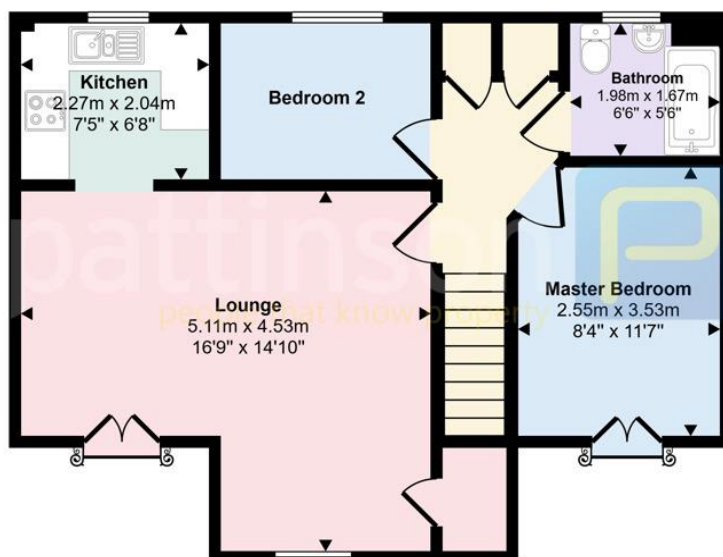 Kitchen
2.27m x 2.04m
7'5" x 6'8"
Bedroom 2
Bathroom
1.98m x 1.67m
6'6" x 5'6"
pattinson
Lounge
people that know property
5.11m x 4.53m
16'9" x 14'10"
Master Bedroom
2.55m x 3.53m
8'4" x 11'7"